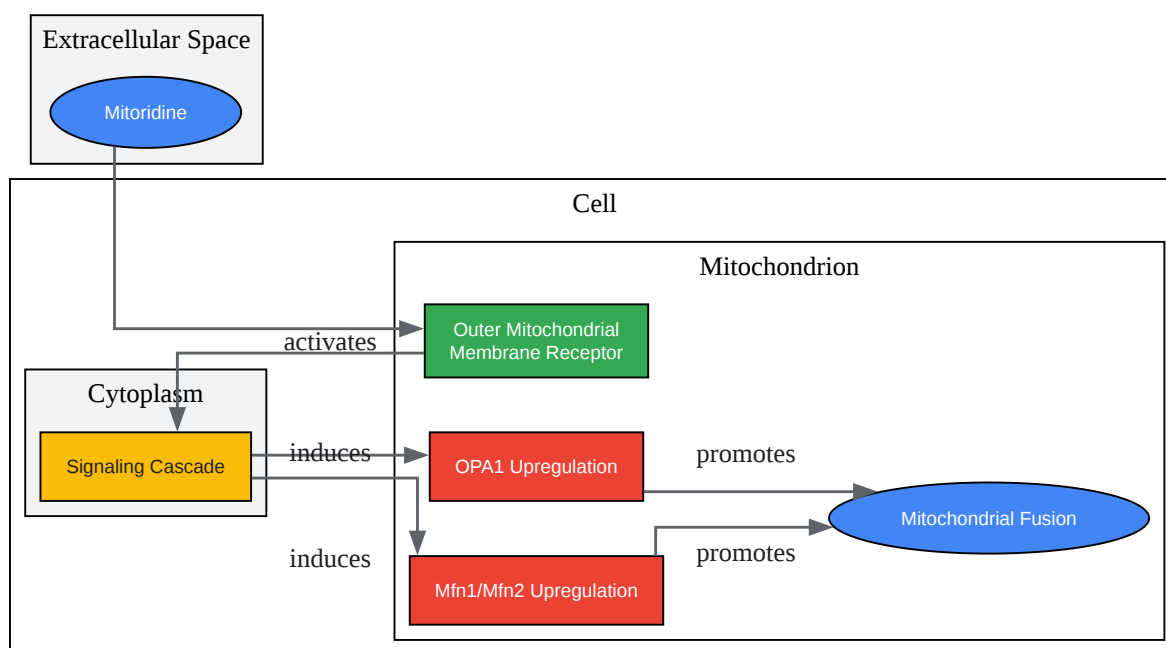 Extracellular Space
Mitoridine
Cell
Mitochondrion
Outer Mitochondrial
Membrane Receptor
activates
Cytoplasm
Signaling Cascade
induces
OPA1 Upregulation
promotes
Mitochondrial Fusion
induces
Mfn1/Mfn2 Upregulation
promotes